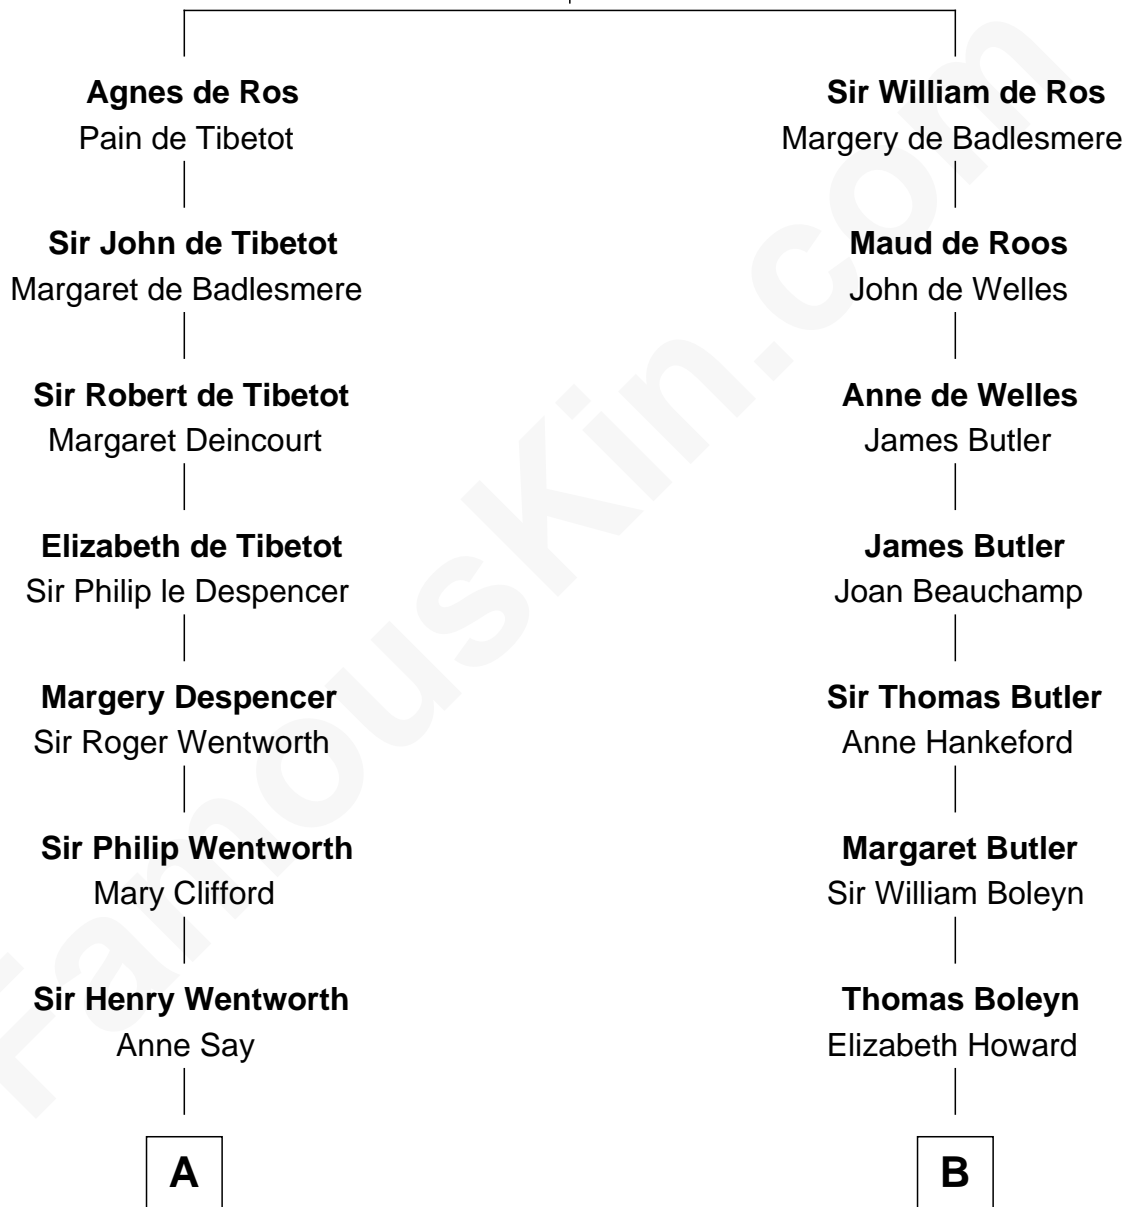 Agnes de Ros
Pain de Tibetot
Sir John de Tibetot
Margaret de Badlesmere
Sir Robert de Tibetot
Margaret Deincourt
Elizabeth de Tibetot
Sir Philip le Despencer
Margery Despencer
Sir Roger Wentworth
Sir Philip Wentworth
Mary Clifford
Sir Henry Wentworth
Anne Say
A
Sir William de Ros
Margery de Badlesmere
Maud de Roos
John de Welles
Anne de Welles
James Butler
James Butler
Joan Beauchamp
Sir Thomas Butler
Anne Hankeford
Margaret Butler
Sir William Boleyn
Thomas Boleyn
Elizabeth Howard
B
FamousKin.com